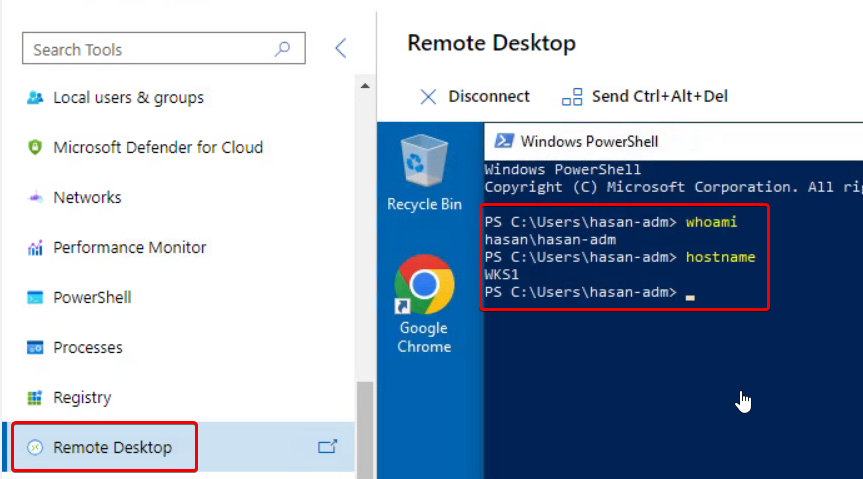 Search Tools
Local users & groups
Microsoft Defender for Cloud
Networks
Performance Monitor
PowerShell
Processes
Registry
Remote Desktop
Remote Desktop
Disconnect
Send Ctrl+Alt+Del
Recycle Bin
Google
Chrome
Windows PowerShell
Windows PowerShell
Copyright (C) Microsoft Corporation. All
PS C:\Users\hasan-adm> whoami
hasan\hasan-adm
PS C:\Users\hasan-adm> hostname
WKS1
PS C:\Users\hasan-adm>